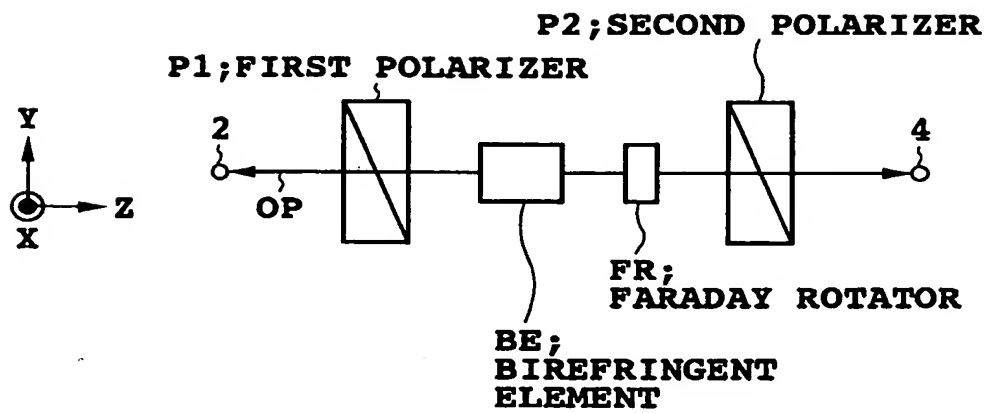 P2;SECOND POLARIZER
P1;FIRST POLARIZER
Y
2
4
OP
Z
X
FR;
FARADAY ROTATOR
BE;
BIREFRINGENT
ELEMENT